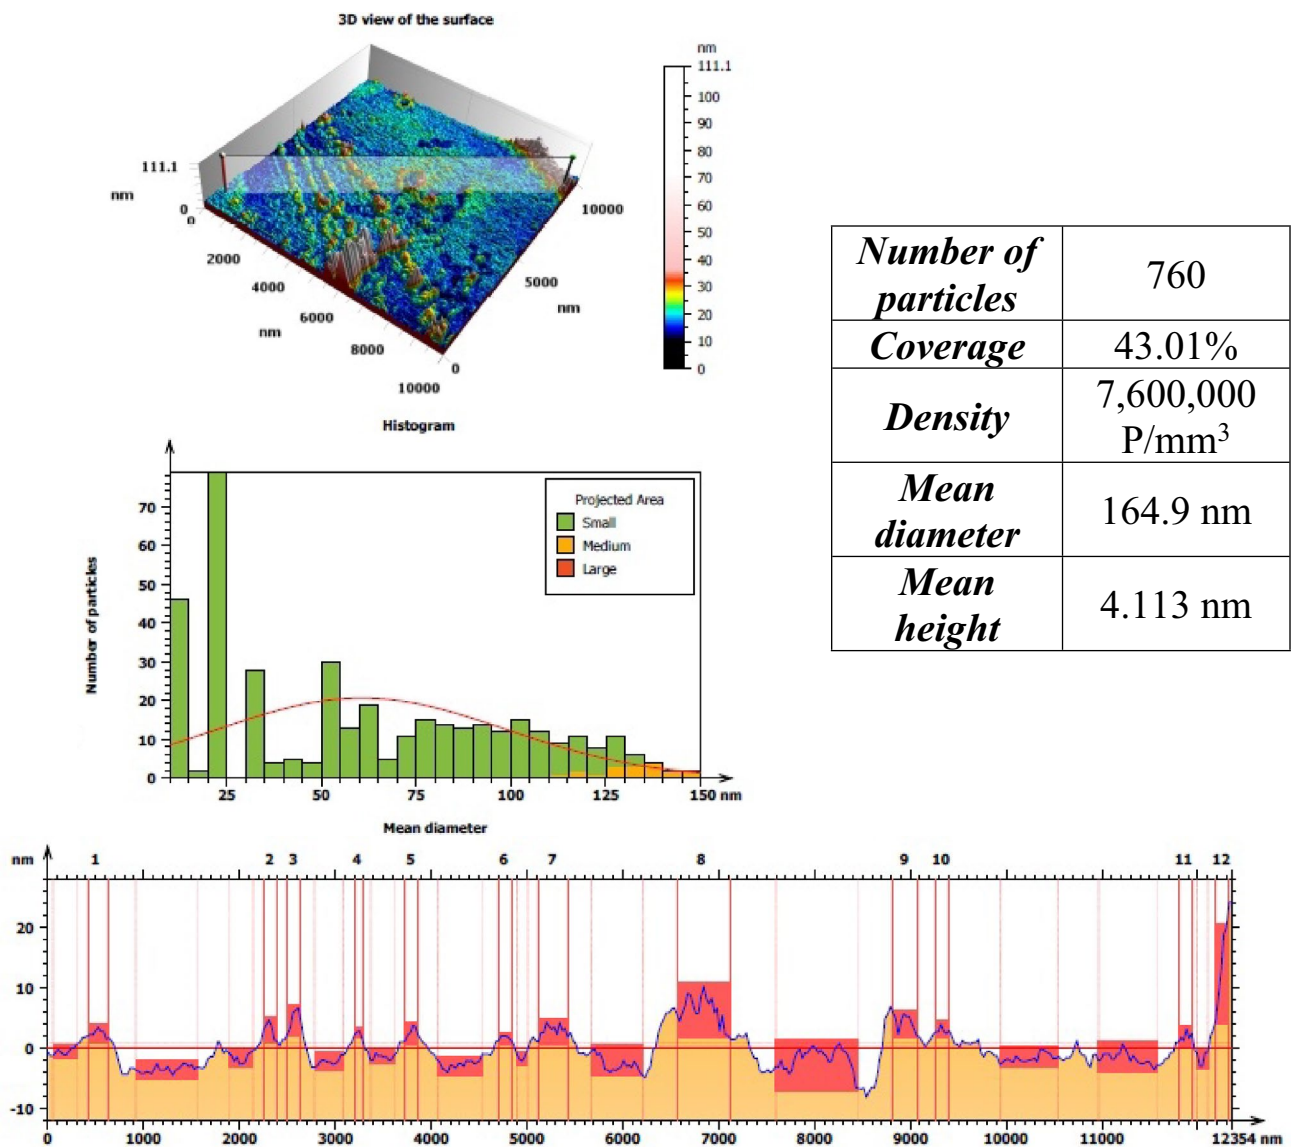 3D view of the surface
nm
111.1
100
90
80
70
60
50
40
30
20
10
0
111.1
nm
0
0
2000
4000
nm
6000
8000
10000
0
5000
nm
10000
Number of
particles
760
Coverage
43.01%
Density
7,600,000
P/mm³
Mean
diameter
164.9 nm
Mean
height
4.113 nm
Histogram
Projected Area
Small
Medium
Large
Number of particles
70
60
50
40
30
20
10
0
25 50 75 100 125 150 nm
Mean diameter
nm 1 2 3 4 5 6 7 8 9 10 11 12
20
10
0
-10
0 1000 2000 3000 4000 5000 6000 7000 8000 9000 10000 11000 12354 nm